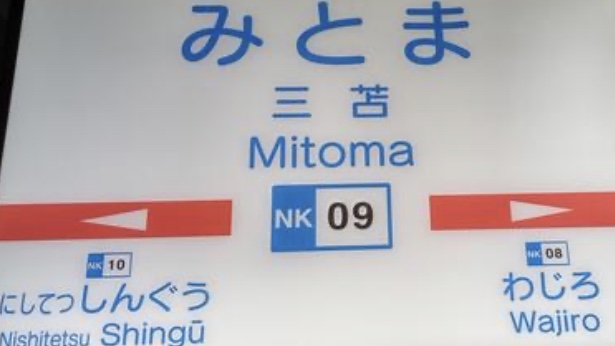 みとま
三苫
Mitoma
NK 09
NK 10
にしてつしんぐう
Nishitetsu Shingū
NK 08
わじろ
Wajiro